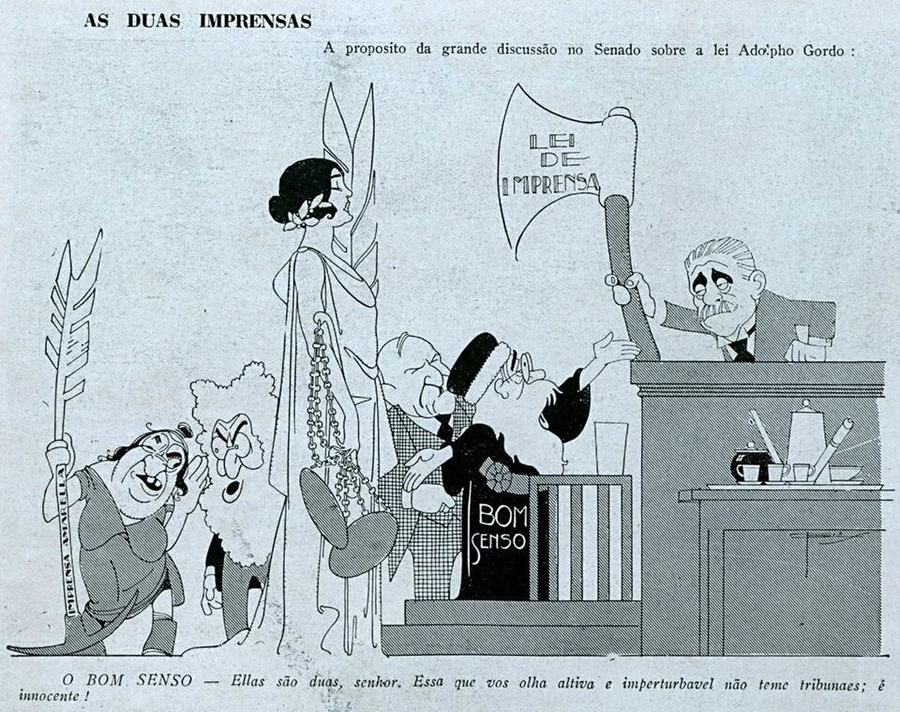 AS DUAS IMPRENSAS
A proposito da grande discussão no Senado sobre a lei Adolpho Gordo :
LEI
DE
IMPRENSA
IMPRENSA AMARELLA
BOM
SENSO
O BOM SENSO — Ellas são duas, senhor. Essa que vos olha altiva e imperturbavel não teme tribunaes; é
innocente !